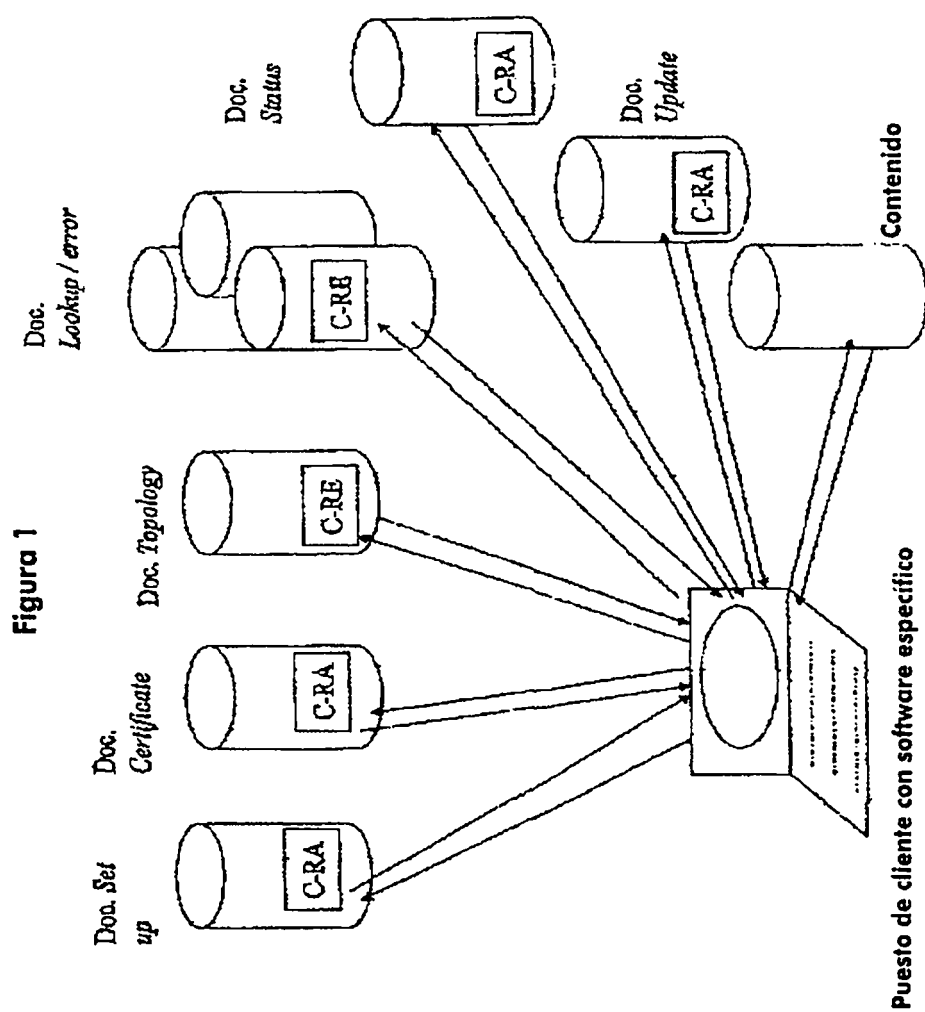 Figura 1
Doc. Set
up
C-RA
Doc.
Certificate
C-RA
Doc. Topology
C-RE
Doc.
Lookup / error
C-RE
Doc.
Status
C-RA
Doc.
Update
C-RA
Contenido
Puesto de cliente con software específico